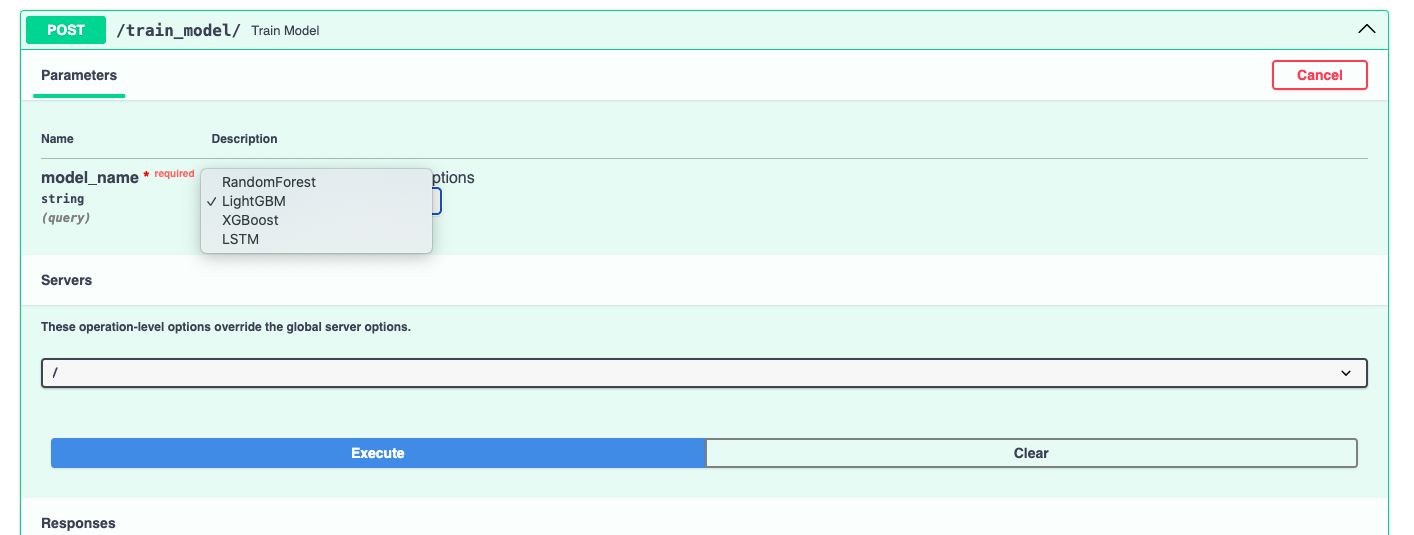 POST /train_model/ Train Model
Parameters
Cancel
Name Description
model_name * required
string
(query)
RandomForest
✓ LightGBM
XGBoost
LSTM
Servers
These operation-level options override the global server options.
/
Execute Clear
Responses